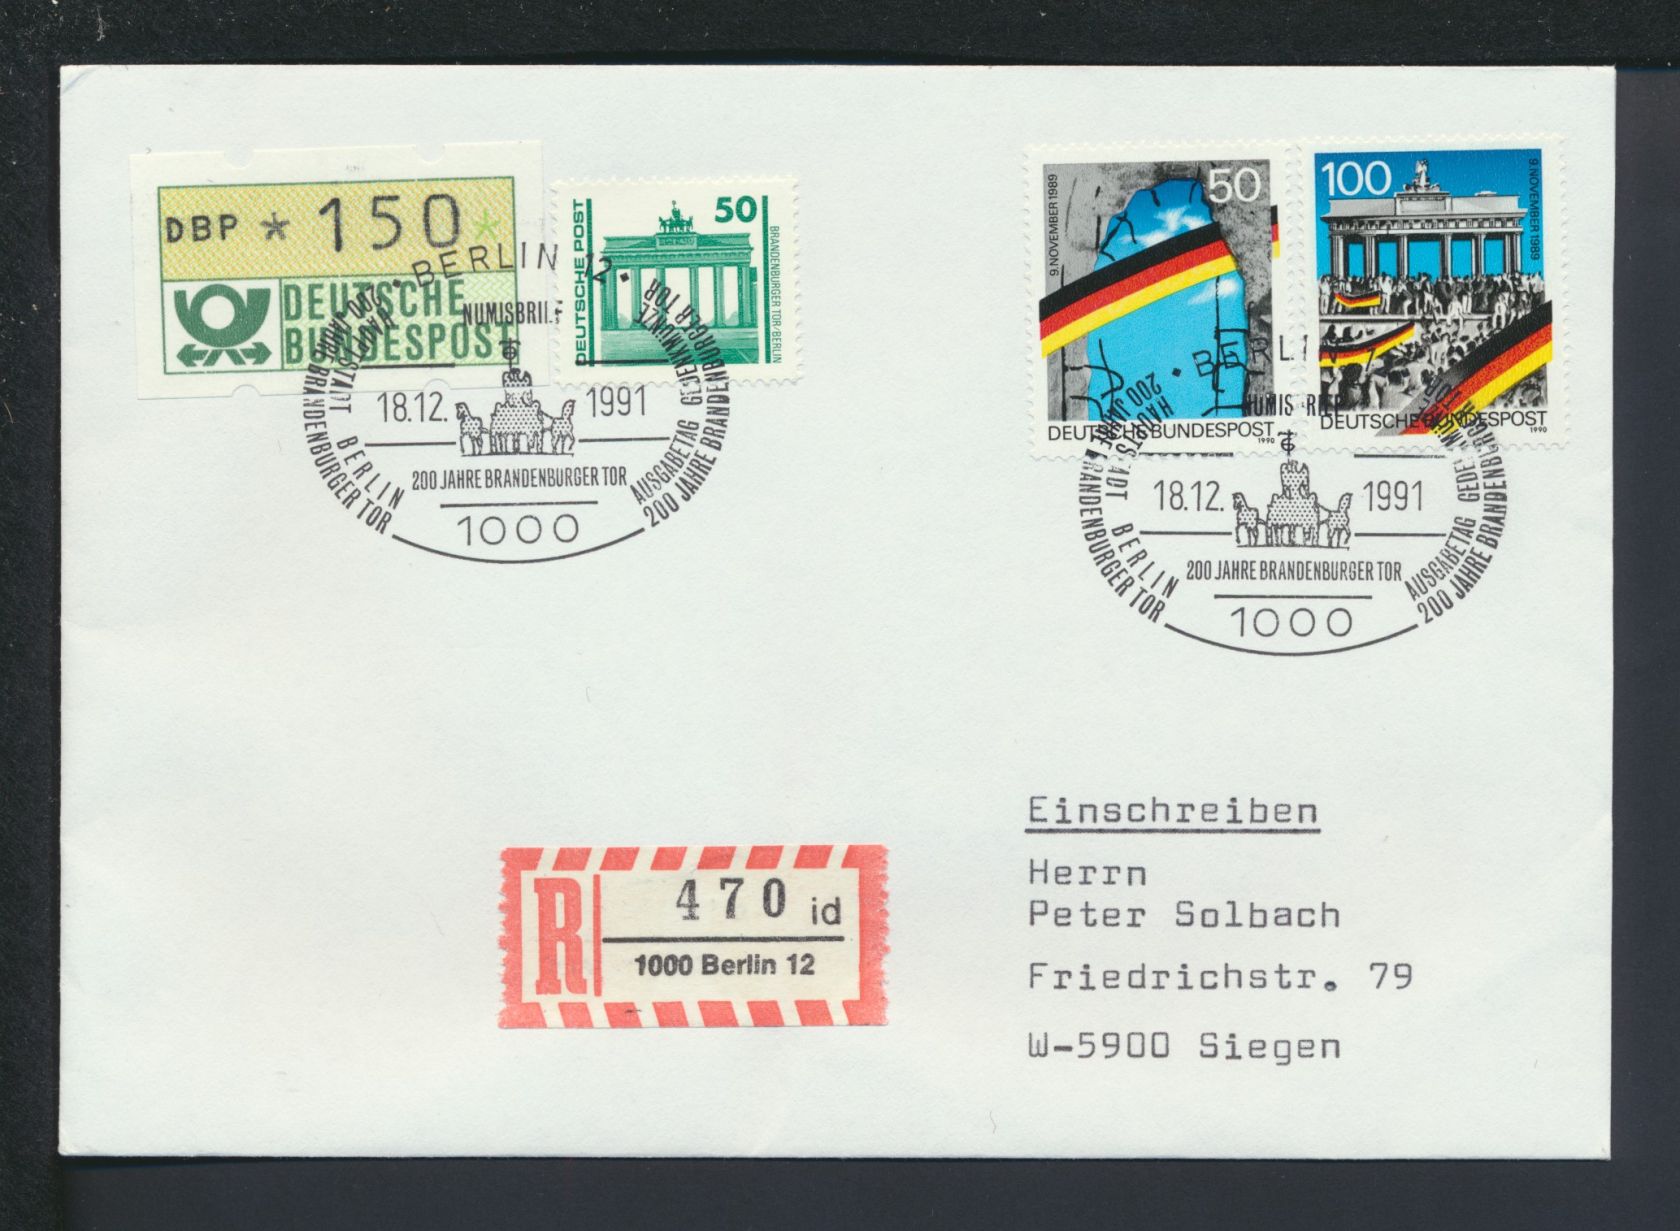 DBP * 150 *
DEUTSCHE
BUNDESPOST
DEUTSCHE POST
50
BRANDENBURGER TOR/BERLIN
9. NOVEMBER 1989
50
DEUTSCHE BUNDESPOST
1990
100
9. NOVEMBER 1989
DEUTSCHE BUNDESPOST
1990
• BERLIN 12 •
NUMISBRIEF
HAUPTSTADT BERLIN
200 JAHRE BRANDENBURGER TOR
18.12. 1991
AUSGABETAG GEDENKMÜNZE
200 JAHRE BRANDENBURGER TOR
200 JAHRE BRANDENBURGER TOR
1000
• BERLIN
NUMISBRIEF
HAUPTSTADT BERLIN
200 JAHRE BRANDENBURGER TOR
18.12. 1991
AUSGABETAG
200 JAHRE BRANDENBURGER
200 JAHRE BRANDENBURGER TOR
1000
Einschreiben
Herrn
Peter Solbach
Friedrichstr. 79
W-5900 Siegen
R 470 id
1000 Berlin 12